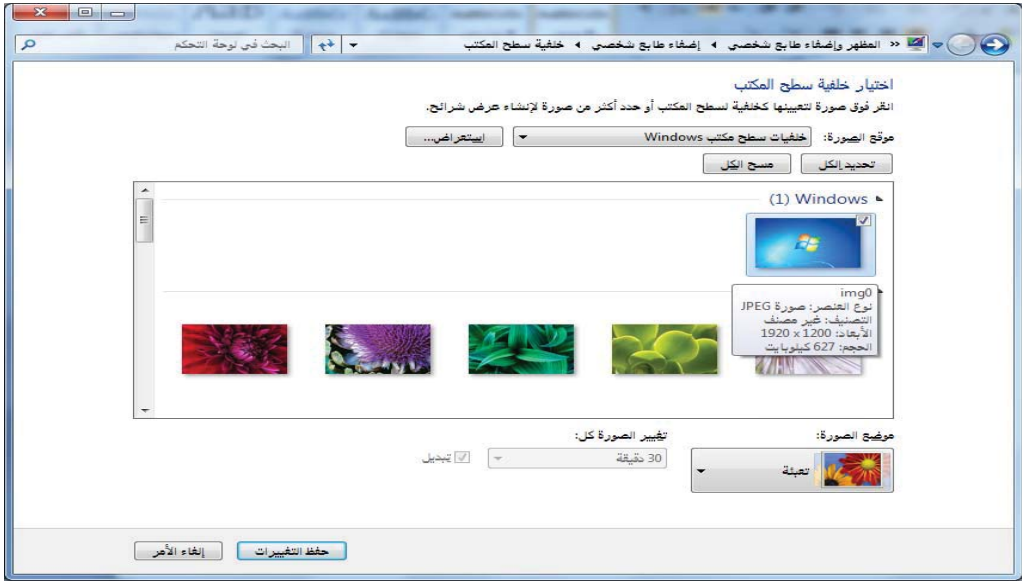 « المظهر وإضفاء طابع شخصي ‹ إضفاء طابع شخصي ‹ خلفية سطح المكتب
البحث في لوحة التحكم
اختيار خلفية سطح المكتب
انقر فوق صورة لتعيينها كخلفية لسطح المكتب أو حدد أكثر من صورة لإنشاء عرض شرائح.
موقع الصورة: خلفيات سطح مكتب Windows استعراض...
تحديد الكل مسح الكل
Windows (1)
img0
نوع العنصر: صورة JPEG
التصنيف: غير مصنف
الأبعاد: 1200 × 1920
الحجم: 627 كيلوبايت
موضع الصورة: تغيير الصورة كل:
تعبئة 30 دقيقة تبديل
حفظ التغييرات إلغاء الأمر